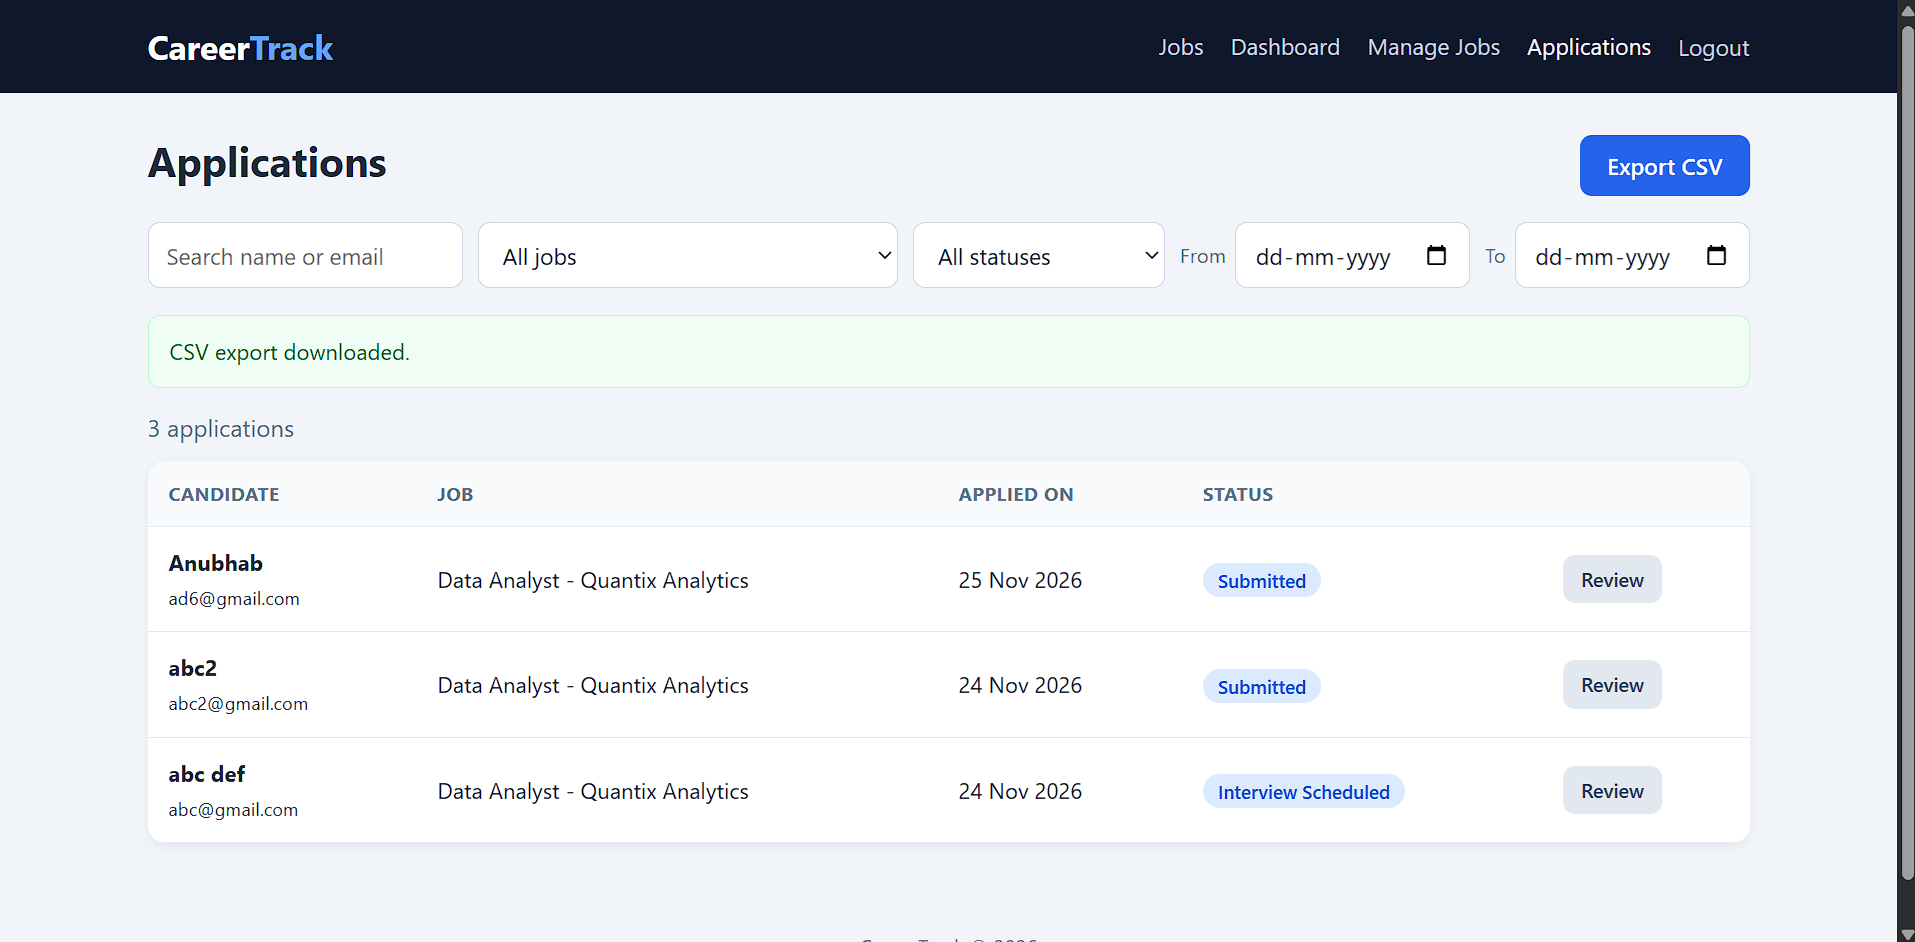 CareerTrack
Jobs Dashboard Manage Jobs Applications Logout
Applications
Export CSV
Search name or email All jobs All statuses From dd-mm-yyyy To dd-mm-yyyy
CSV export downloaded.
3 applications
CANDIDATE JOB APPLIED ON STATUS
Anubhab
ad6@gmail.com
Data Analyst - Quantix Analytics 25 Nov 2026 Submitted Review
abc2
abc2@gmail.com
Data Analyst - Quantix Analytics 24 Nov 2026 Submitted Review
abc def
abc@gmail.com
Data Analyst - Quantix Analytics 24 Nov 2026 Interview Scheduled Review